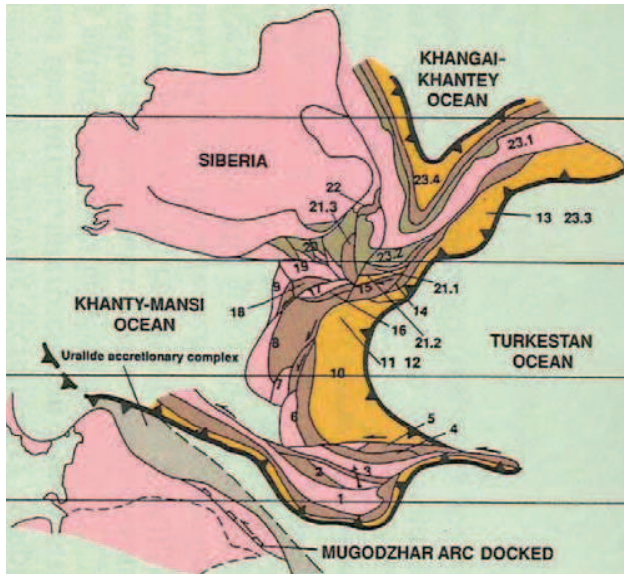 KHANGAI-
KHANTEY
OCEAN
SIBERIA
23.1
23.4
22
21.3
13 23.3
20
19
23.2
9
17
15
21.1
KHANTY-MANSI
OCEAN
18
14
16
21.2
TURKESTAN
OCEAN
Uralide accretionary complex
8
11 12
10
7
6
5
4
2
3
1
MUGODZHAR ARC DOCKED